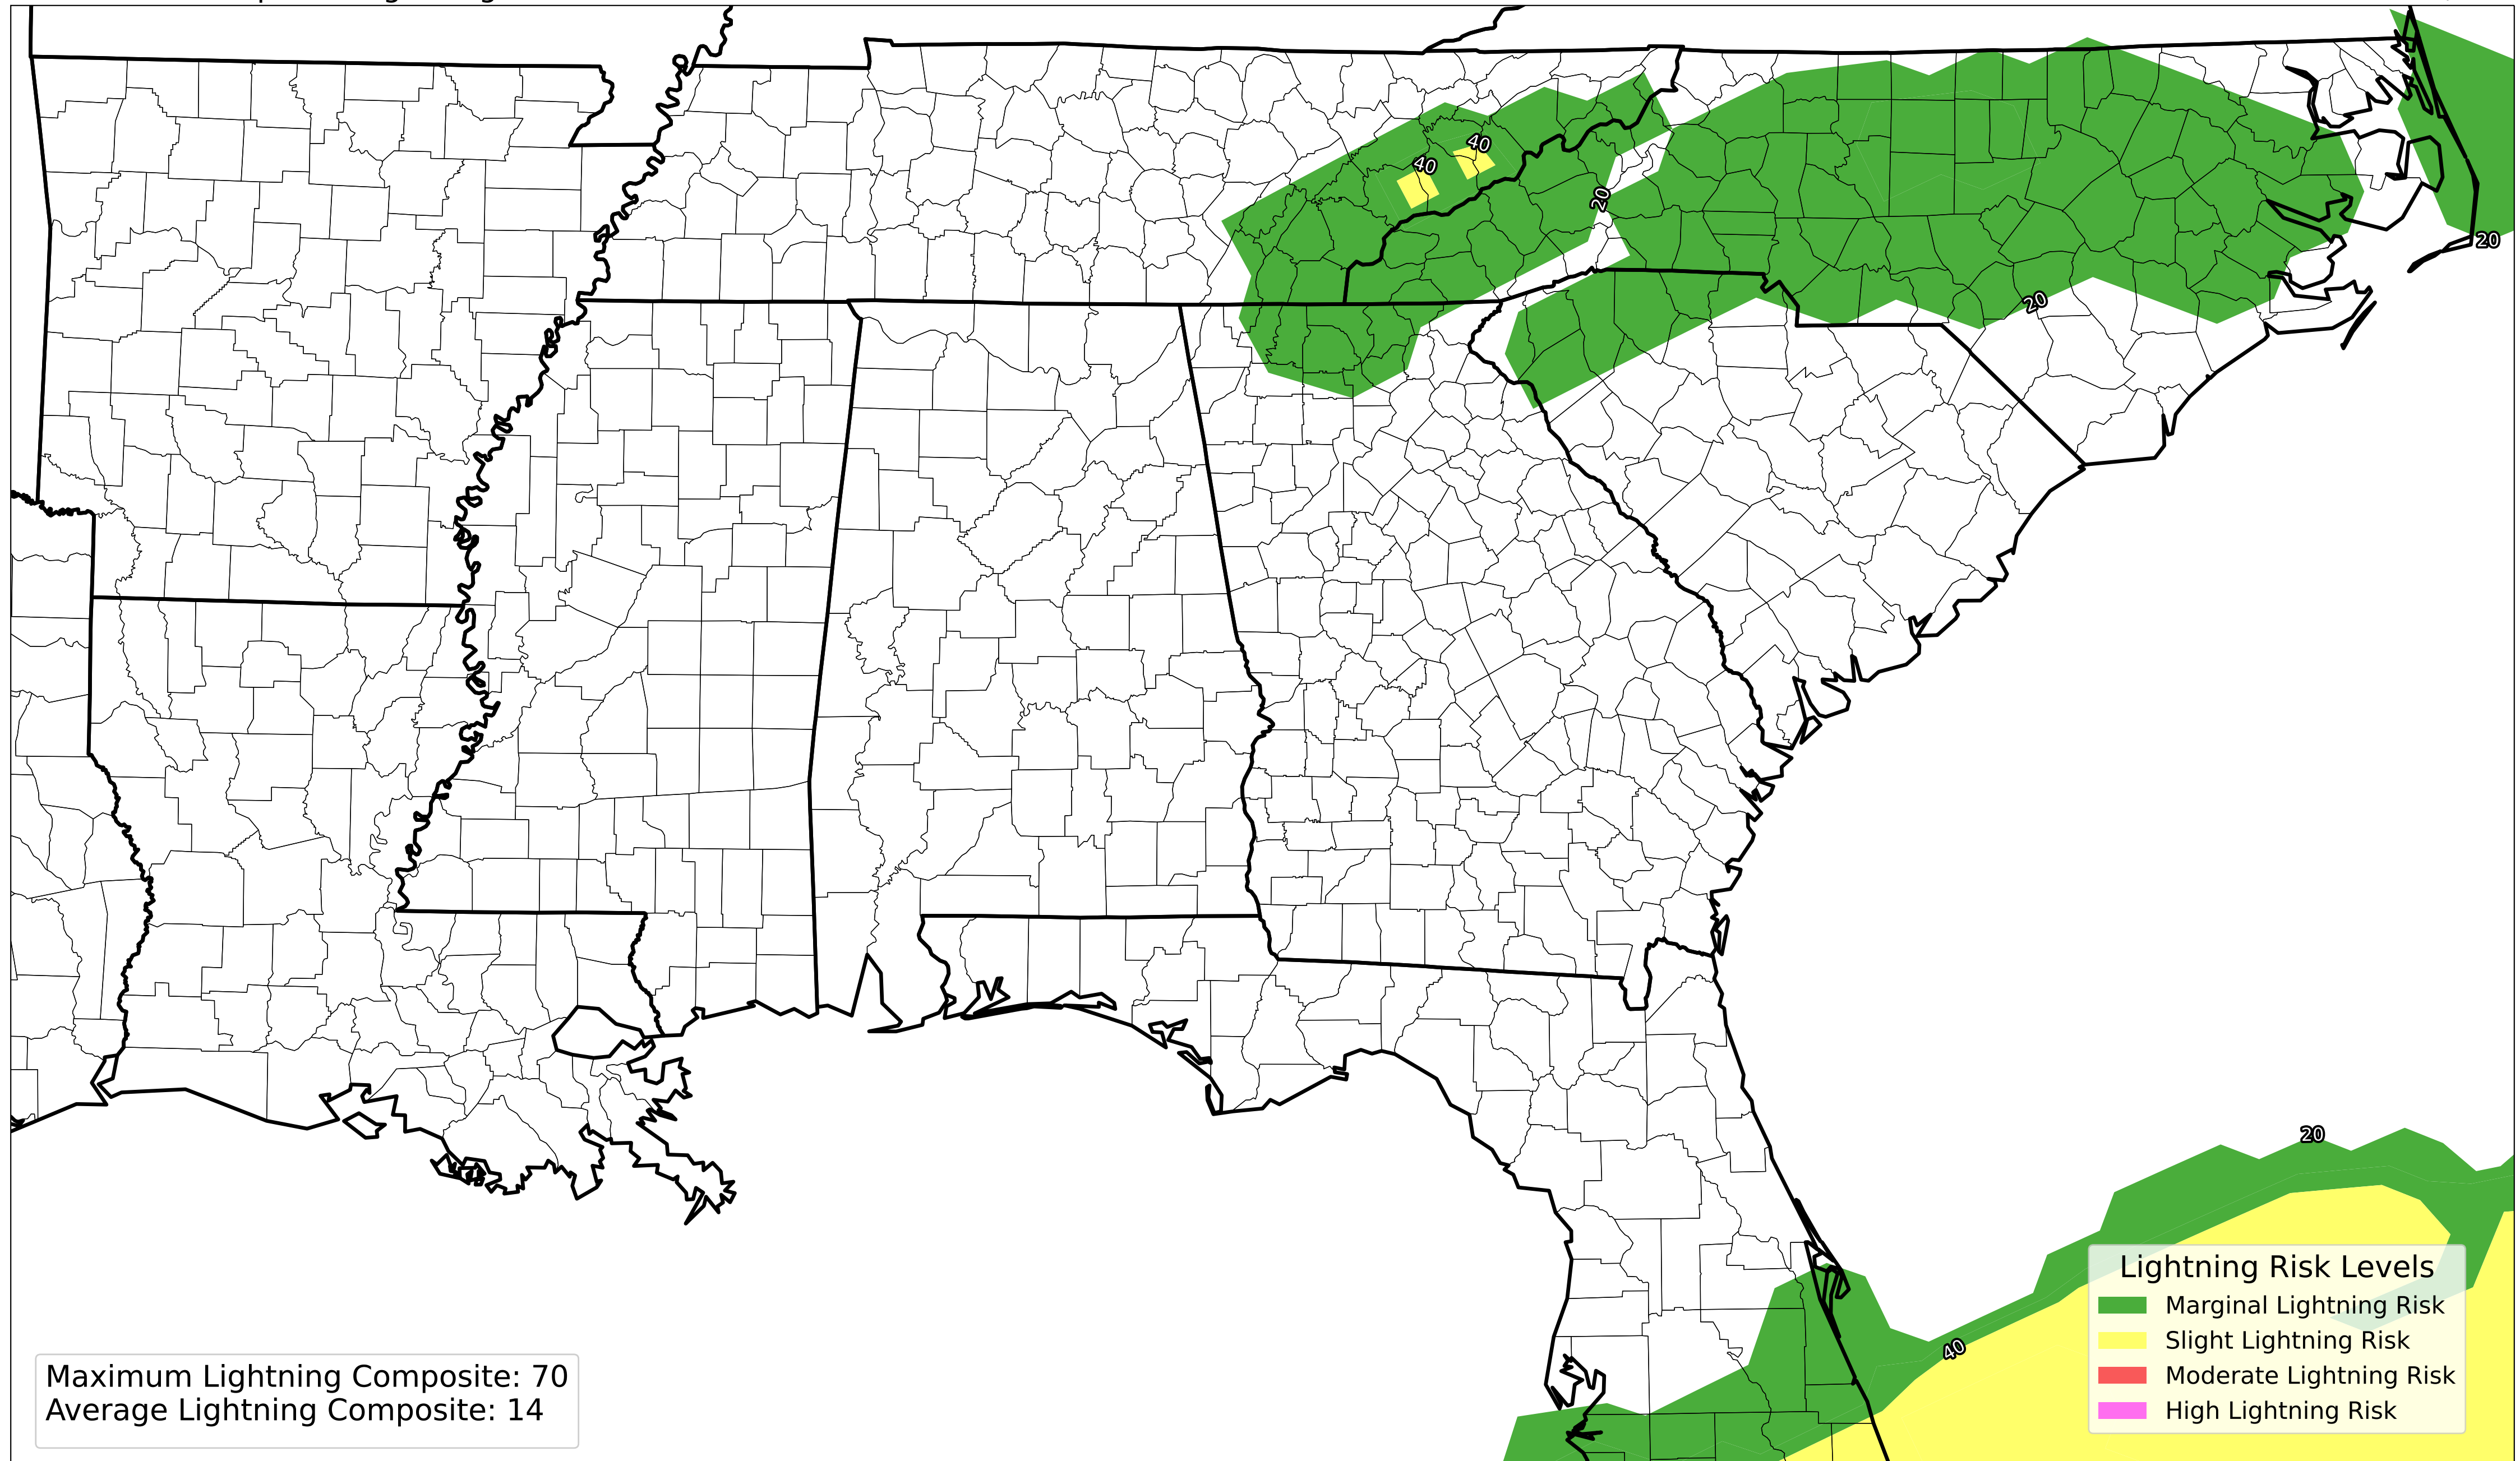 40
40
20
20
20
20
40
Lightning Risk Levels
Marginal Lightning Risk
Slight Lightning Risk
Moderate Lightning Risk
High Lightning Risk
Maximum Lightning Composite: 70
Average Lightning Composite: 14